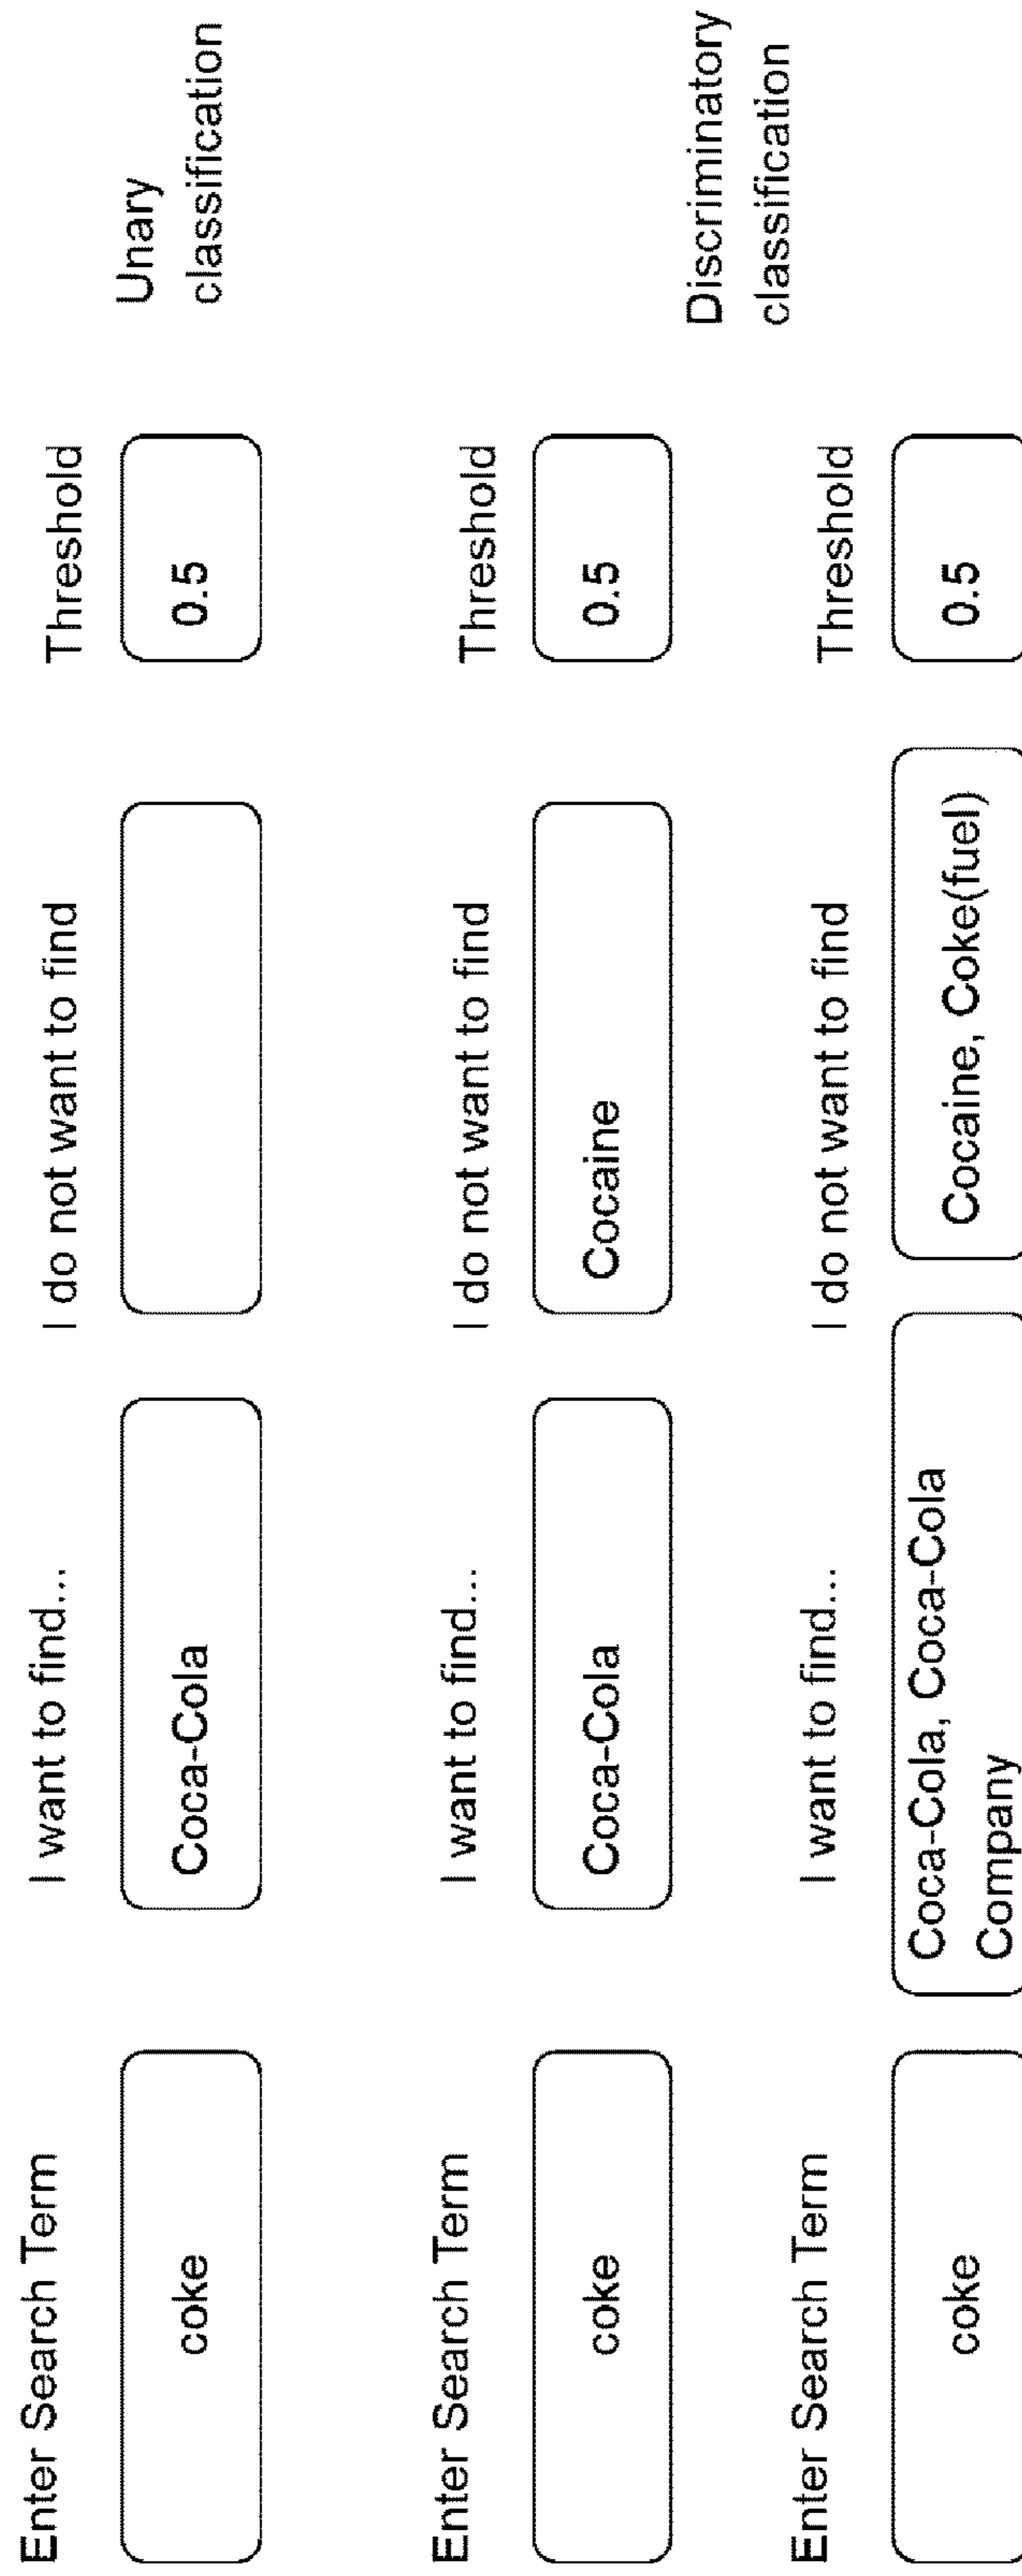 Enter Search Term
I want to find...
I do not want to find
Threshold
coke
Coca-Cola
0.5
Unary
classification
Enter Search Term
I want to find...
I do not want to find
Threshold
coke
Coca-Cola
Cocaine
0.5
Discriminatory
classification
Enter Search Term
I want to find...
I do not want to find
Threshold
coke
Coca-Cola, Coca-Cola
Company
Cocaine, Coke(fuel)
0.5